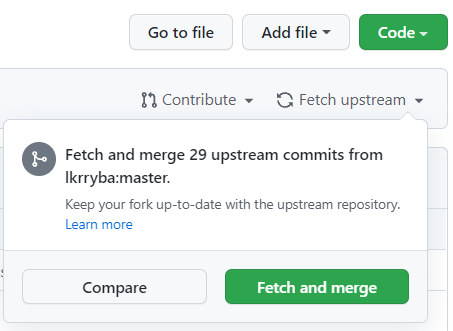 Go to file
Add file
Code
Contribute
Fetch upstream
Fetch and merge 29 upstream commits from
lkrryba:master.
Keep your fork up-to-date with the upstream repository.
Learn more
Compare
Fetch and merge